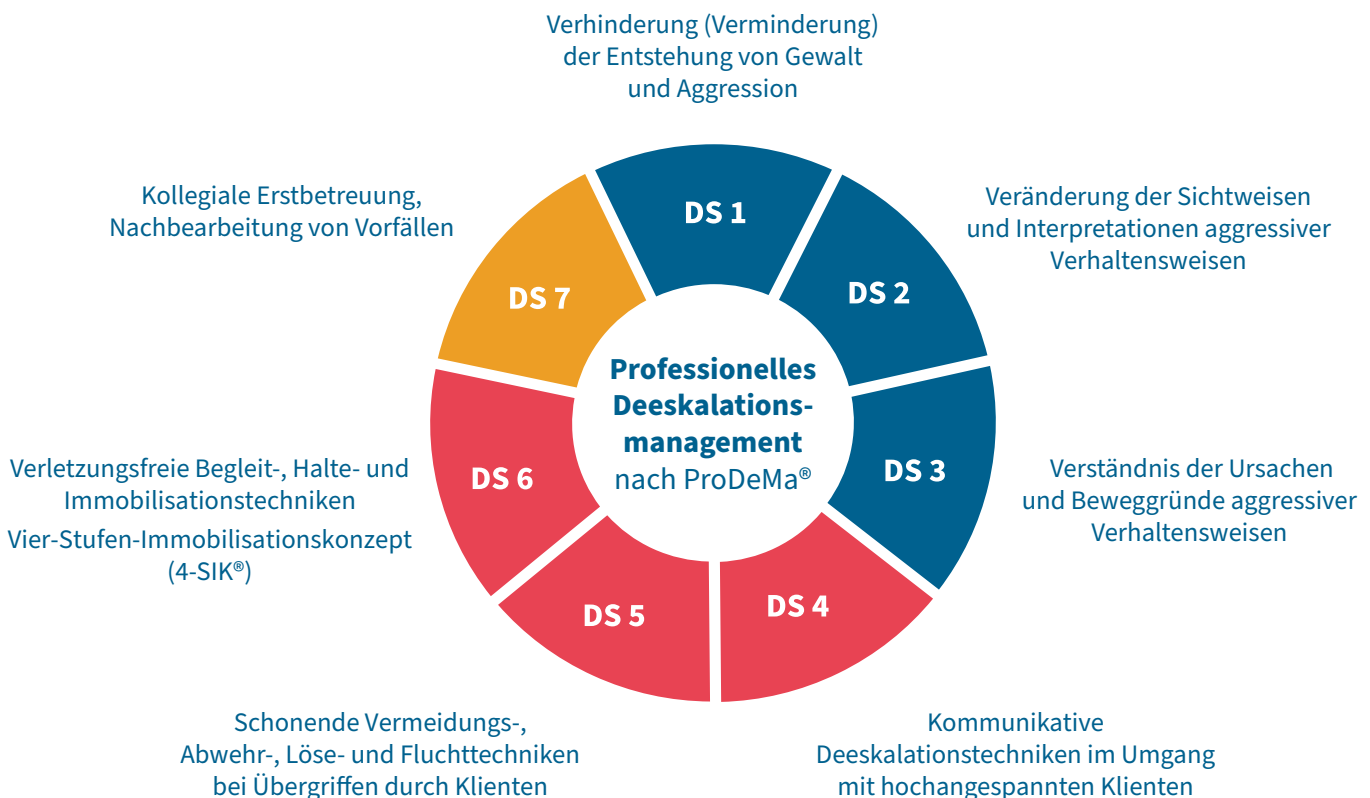 Verhinderung (Verminderung)
der Entstehung von Gewalt
und Aggression
DS 1
Veränderung der Sichtweisen
und Interpretationen aggressiver
Verhaltensweisen
DS 2
Verständnis der Ursachen
und Beweggründe aggressiver
Verhaltensweisen
DS 3
Kommunikative
Deeskalationstechniken im Umgang
mit hochangespannten Klienten
DS 4
Schonende Vermeidungs-,
Abwehr-, Löse- und Fluchttechniken
bei Übergriffen durch Klienten
DS 5
Verletzungsfreie Begleit-, Halte- und
Immobilisationstechniken
Vier-Stufen-Immobilisationskonzept
(4-SIK®)
DS 6
Kollegiale Erstbetreuung,
Nachbearbeitung von Vorfällen
DS 7
Professionelles
Deeskalations-
management
nach ProDeMa®